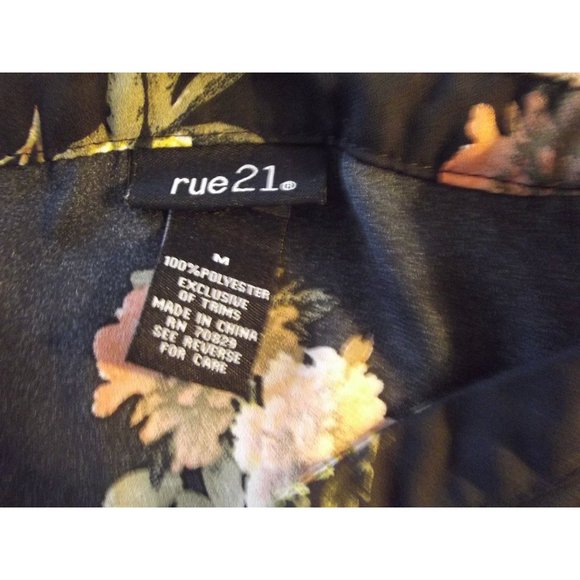 rue21®
M
100%POLYESTER
EXCLUSIVE
OF TRIMS
MADE IN CHINA
RN 70829
SEE REVERSE
FOR CARE